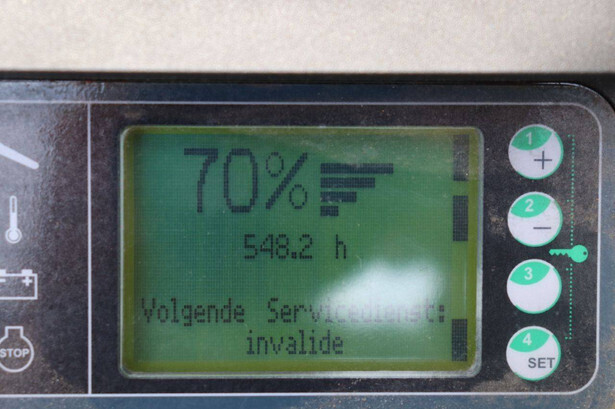 70%
548.2 h
Volgende Servicedienst:
invalide
1
+
2
−
3
4
SET
STOP
- +